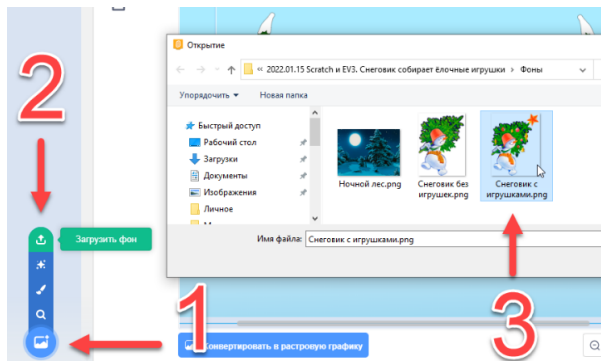 2
Открытие
« 2022.01.15 Scratch и EV3. Снеговик собирает ёлочные игрушки › Фоны
Упорядочить
Новая папка
Быстрый доступ
Рабочий стол
Загрузки
Документы
Изображения
Личное
Ночной лес.png
Снеговик без игрушек.png
Снеговик с игрушками.png
Загрузить фон
Имя файла: Снеговик с игрушками.png
1
3
Конвертировать в растровую графику